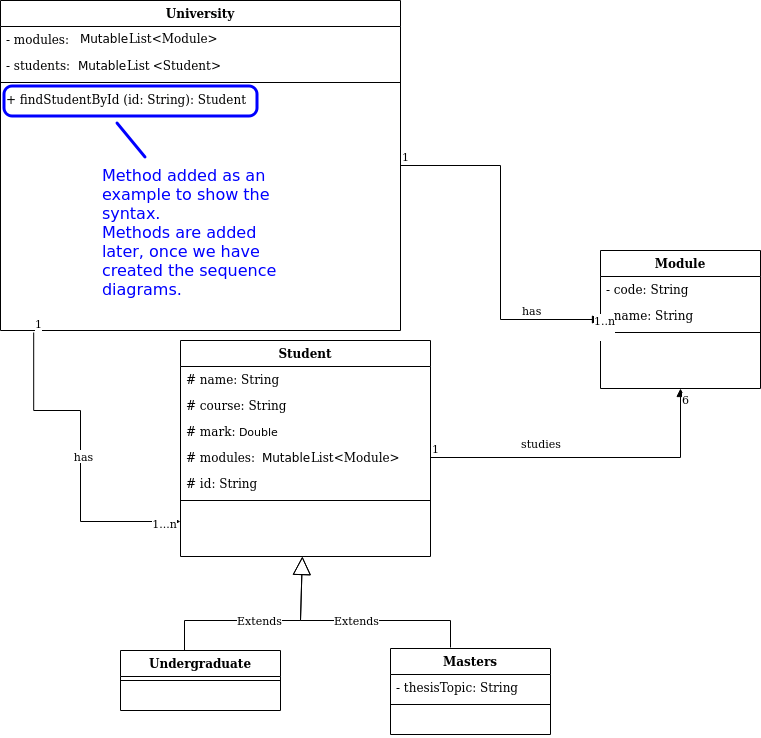 University
- modules: MutableList<Module>
- students: MutableList <Student>
+ findStudentById (id: String): Student
Method added as an
example to show the
syntax.
Methods are added
later, once we have
created the sequence
diagrams.
1
has
1..n
Module
- code: String
name: String
1
has
1...n
Student
# name: String
# course: String
# mark: Double
# modules: MutableList<Module>
# id: String
1
studies
6
Extends
Extends
Undergraduate
Masters
- thesisTopic: String